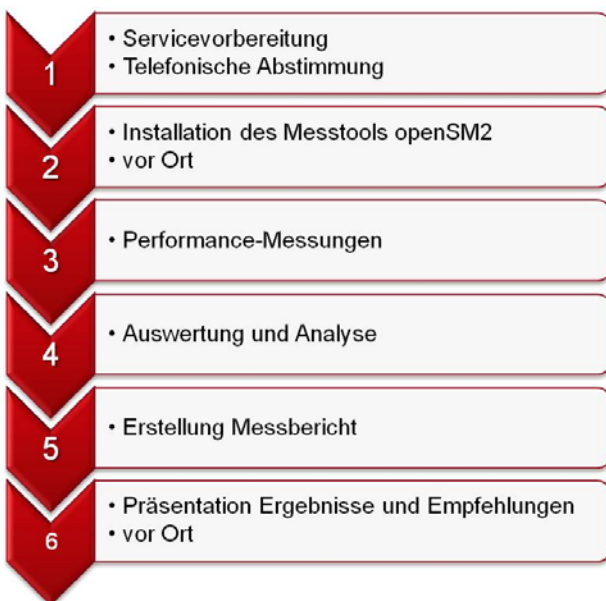 1
• Servicevorbereitung
• Telefonische Abstimmung
2
• Installation des Messtools openSM2
• vor Ort
3
• Performance-Messungen
4
• Auswertung und Analyse
5
• Erstellung Messbericht
6
• Präsentation Ergebnisse und Empfehlungen
• vor Ort